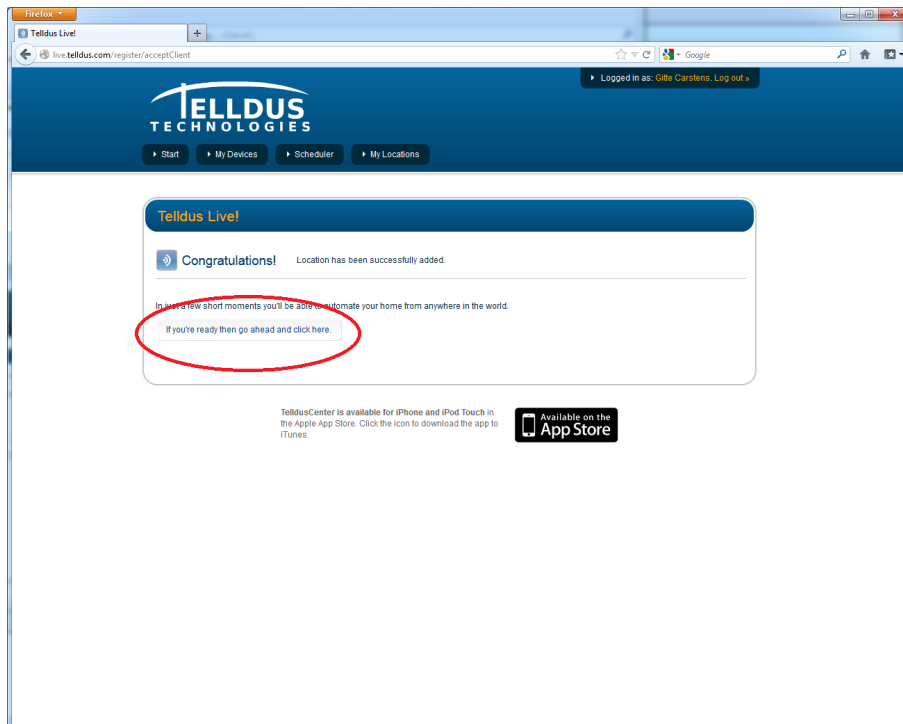 Firefox
Telldus Live!
live.telldus.com/register/acceptClient
Google
Logged in as: Gitte Carstens. Log out »
TELLDUS
TECHNOLOGIES
Start
My Devices
Scheduler
My Locations
Telldus Live!
Congratulations! Location has been successfully added.
In just a few short moments you'll be able to automate your home from anywhere in the world.
If you're ready then go ahead and click here.
TelldusCenter is available for iPhone and iPod Touch in
the Apple App Store. Click the icon to download the app to
iTunes.
Available on the
App Store